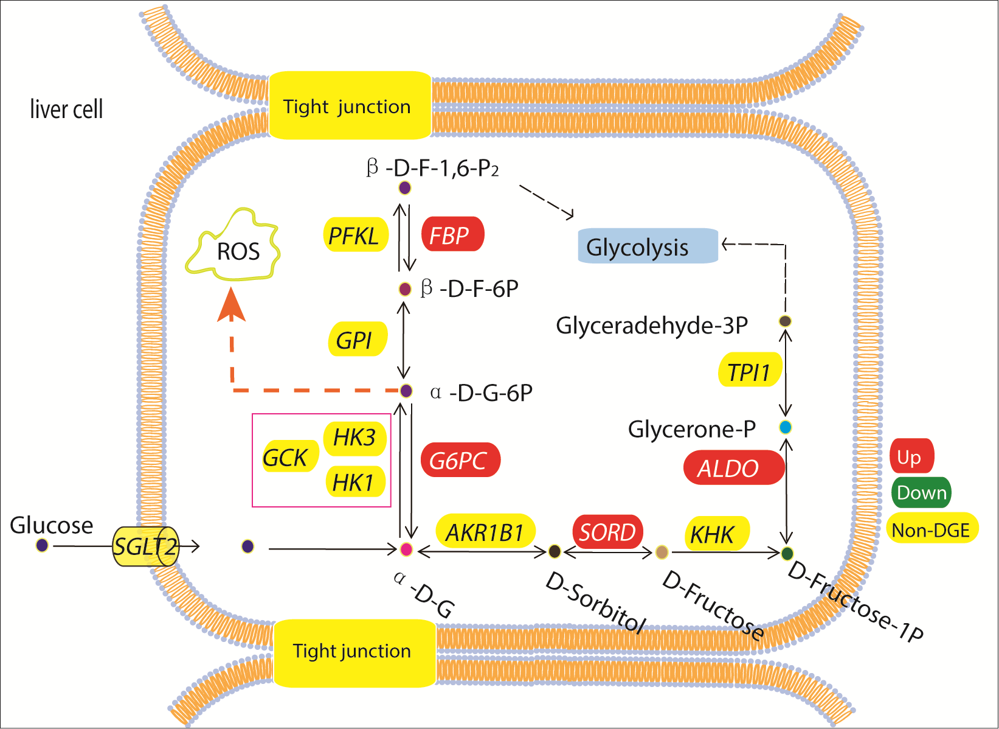 liver cell
Tight junction
β-D-F-1,6-P2
PFKL
FBP
ROS
Glycolysis
β-D-F-6P
GPI
Glyceradehyde-3P
TPI1
α-D-G-6P
Glycerone-P
HK3
GCK
HK1
G6PC
ALDO
Up
Down
Non-DGE
Glucose
SGLT2
AKR1B1
SORD
KHK
α-D-G
D-Sorbitol
D-Fructose
D-Fructose-1P
Tight junction